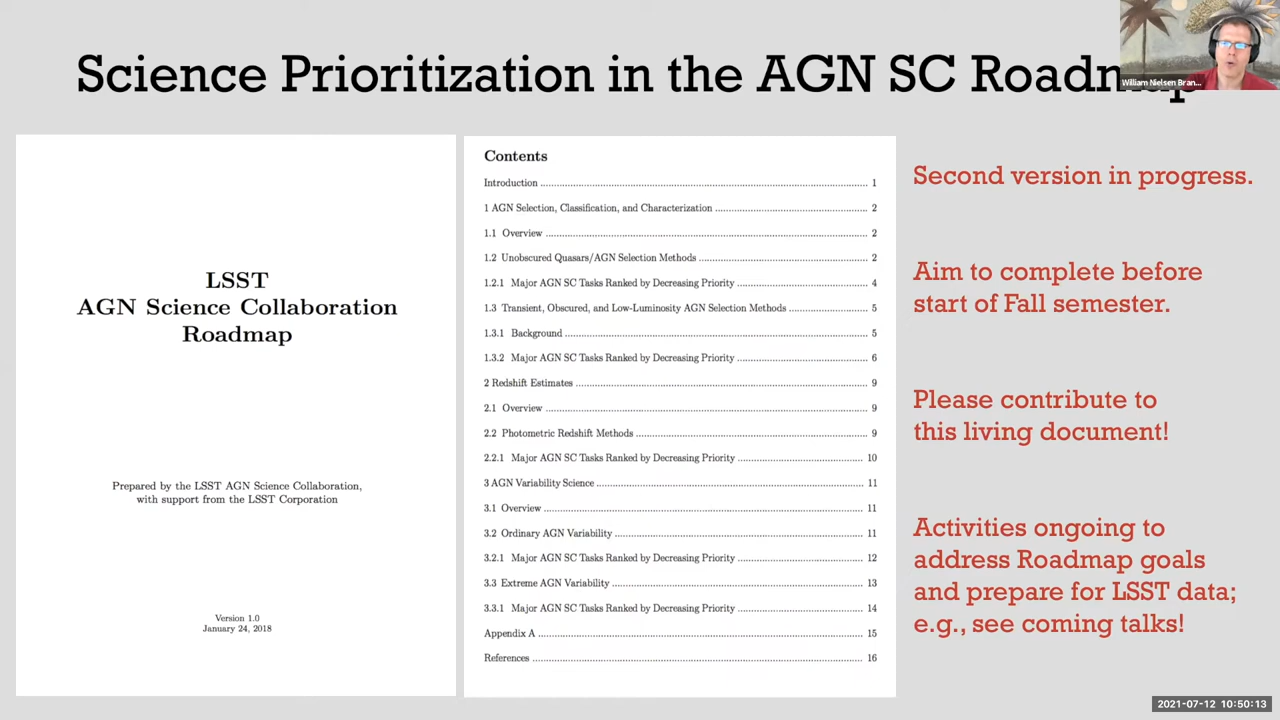 Science Prioritization in the AGN SC Roadmap
William Nielsen Bran...
LSST
AGN Science Collaboration
Roadmap
Prepared by the LSST AGN Science Collaboration,
with support from the LSST Corporation
Version 1.0
January 24, 2018
Contents
Introduction 1
1 AGN Selection, Classification, and Characterization 2
1.1 Overview 2
1.2 Unobscured Quasars/AGN Selection Methods 2
1.2.1 Major AGN SC Tasks Ranked by Decreasing Priority 4
1.3 Transient, Obscured, and Low-Luminosity AGN Selection Methods 5
1.3.1 Background 5
1.3.2 Major AGN SC Tasks Ranked by Decreasing Priority 6
2 Redshift Estimates 9
2.1 Overview 9
2.2 Photometric Redshift Methods 9
2.2.1 Major AGN SC Tasks Ranked by Decreasing Priority 10
3 AGN Variability Science 11
3.1 Overview 11
3.2 Ordinary AGN Variability 11
3.2.1 Major AGN SC Tasks Ranked by Decreasing Priority 12
3.3 Extreme AGN Variability 13
3.3.1 Major AGN SC Tasks Ranked by Decreasing Priority 14
Appendix A 15
References 16
Second version in progress.
Aim to complete before
start of Fall semester.
Please contribute to
this living document!
Activities ongoing to
address Roadmap goals
and prepare for LSST data;
e.g., see coming talks!
2021-07-12 10:50:13